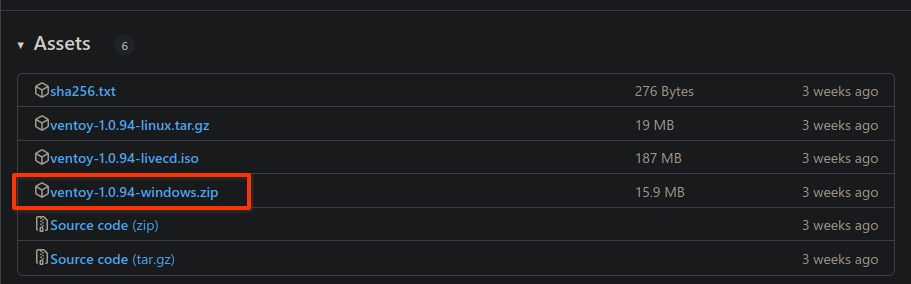 ▾ Assets 6
sha256.txt 276 Bytes 3 weeks ago
ventoy-1.0.94-linux.tar.gz 19 MB 3 weeks ago
ventoy-1.0.94-livecd.iso 187 MB 3 weeks ago
ventoy-1.0.94-windows.zip 15.9 MB 3 weeks ago
Source code (zip) 3 weeks ago
Source code (tar.gz) 3 weeks ago